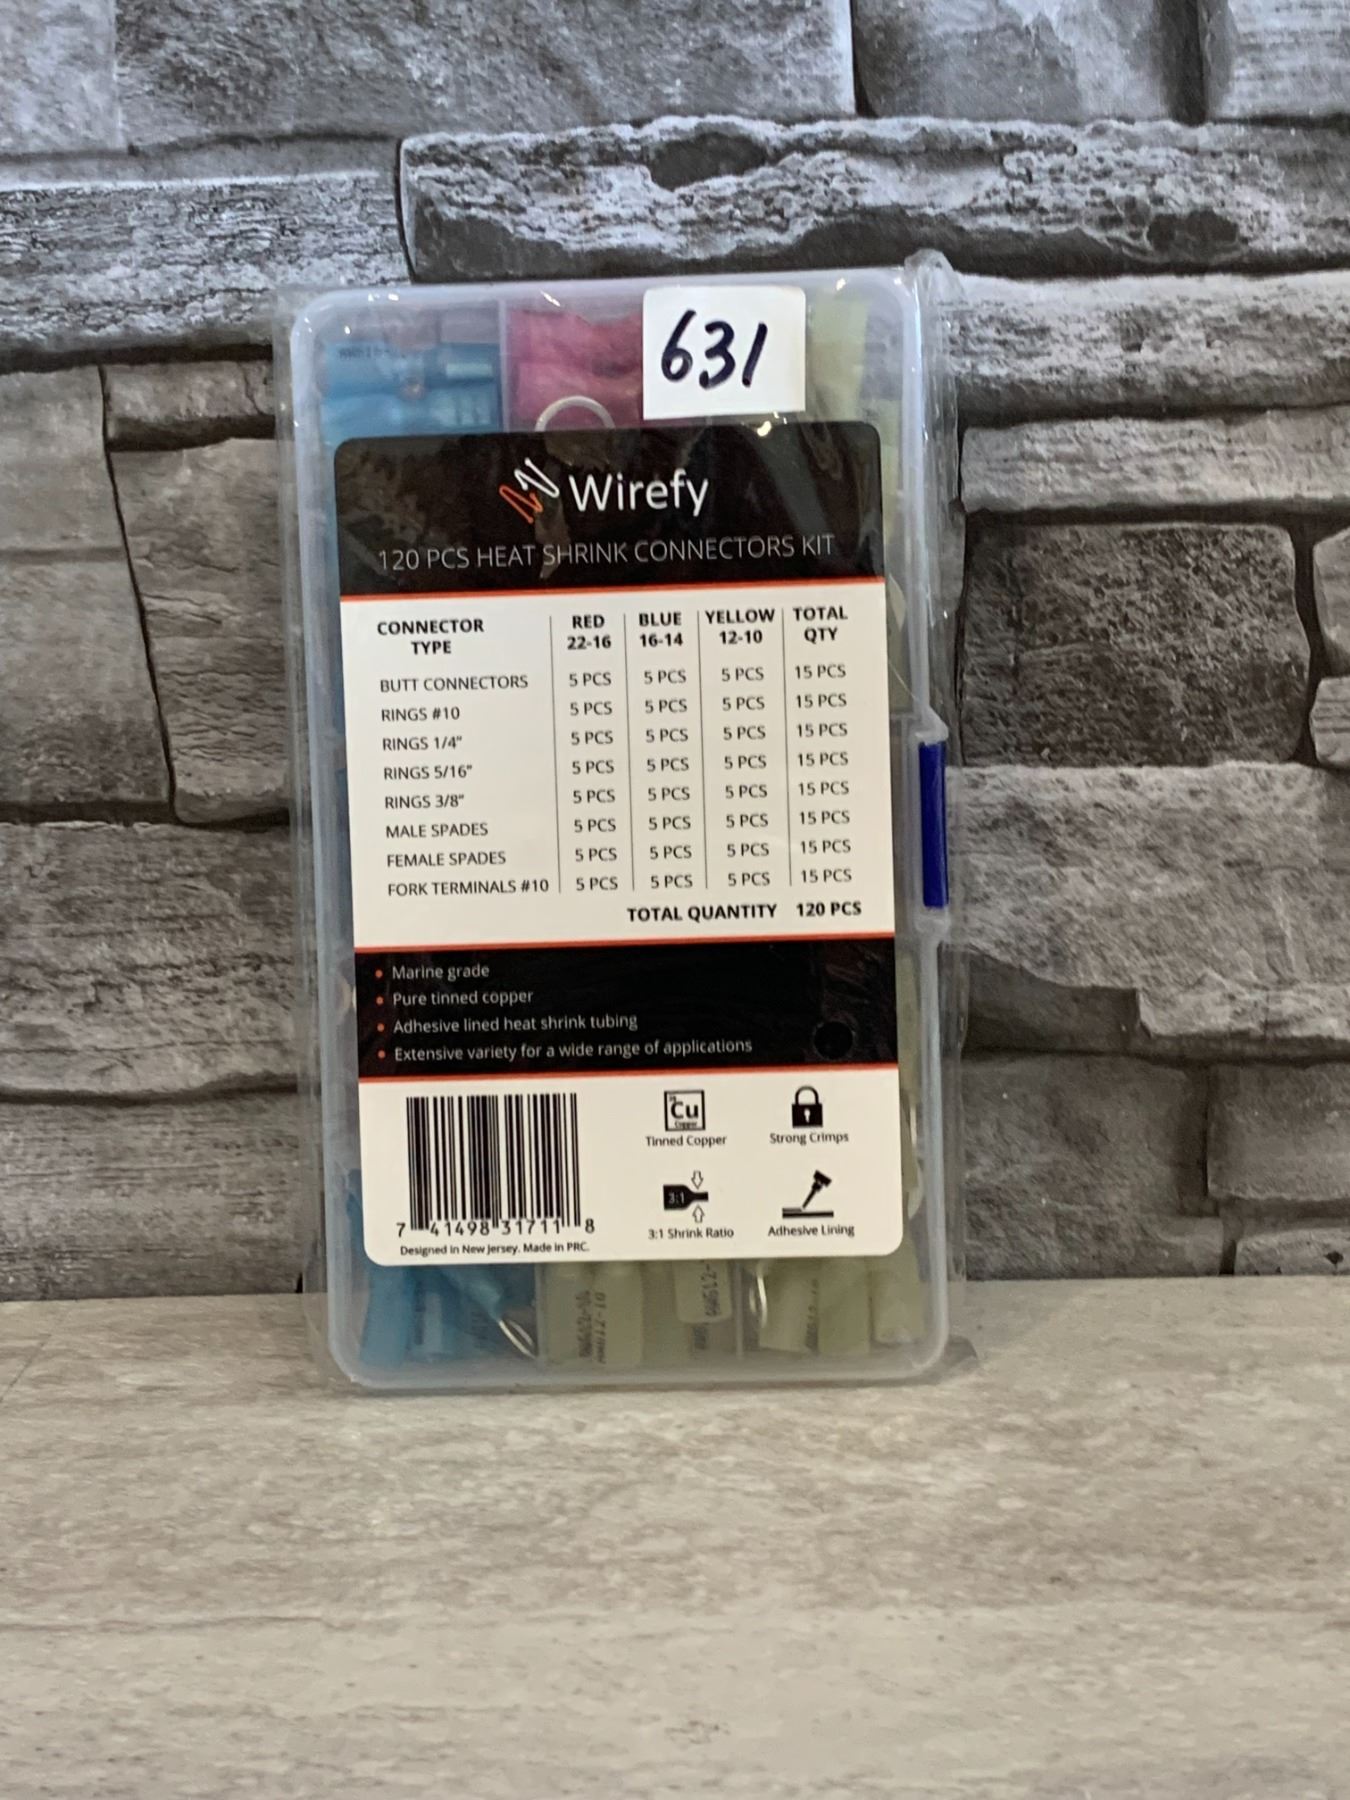 631
Wirefy
120 PCS HEAT SHRINK CONNECTORS KIT
CONNECTOR TYPE RED 22-16 BLUE 16-14 YELLOW 12-10 TOTAL QTY
BUTT CONNECTORS 5 PCS 5 PCS 5 PCS 15 PCS
RINGS #10 5 PCS 5 PCS 5 PCS 15 PCS
RINGS 1/4" 5 PCS 5 PCS 5 PCS 15 PCS
RINGS 5/16" 5 PCS 5 PCS 5 PCS 15 PCS
RINGS 3/8" 5 PCS 5 PCS 5 PCS 15 PCS
MALE SPADES 5 PCS 5 PCS 5 PCS 15 PCS
FEMALE SPADES 5 PCS 5 PCS 5 PCS 15 PCS
FORK TERMINALS #10 5 PCS 5 PCS 5 PCS 15 PCS
TOTAL QUANTITY 120 PCS
• Marine grade
• Pure tinned copper
• Adhesive lined heat shrink tubing
• Extensive variety for a wide range of applications
Cu
Copper
Tinned Copper
Strong Crimps
3:1
3:1 Shrink Ratio
Adhesive Lining
7 41498 31711 8
Designed in New Jersey. Made in PRC.